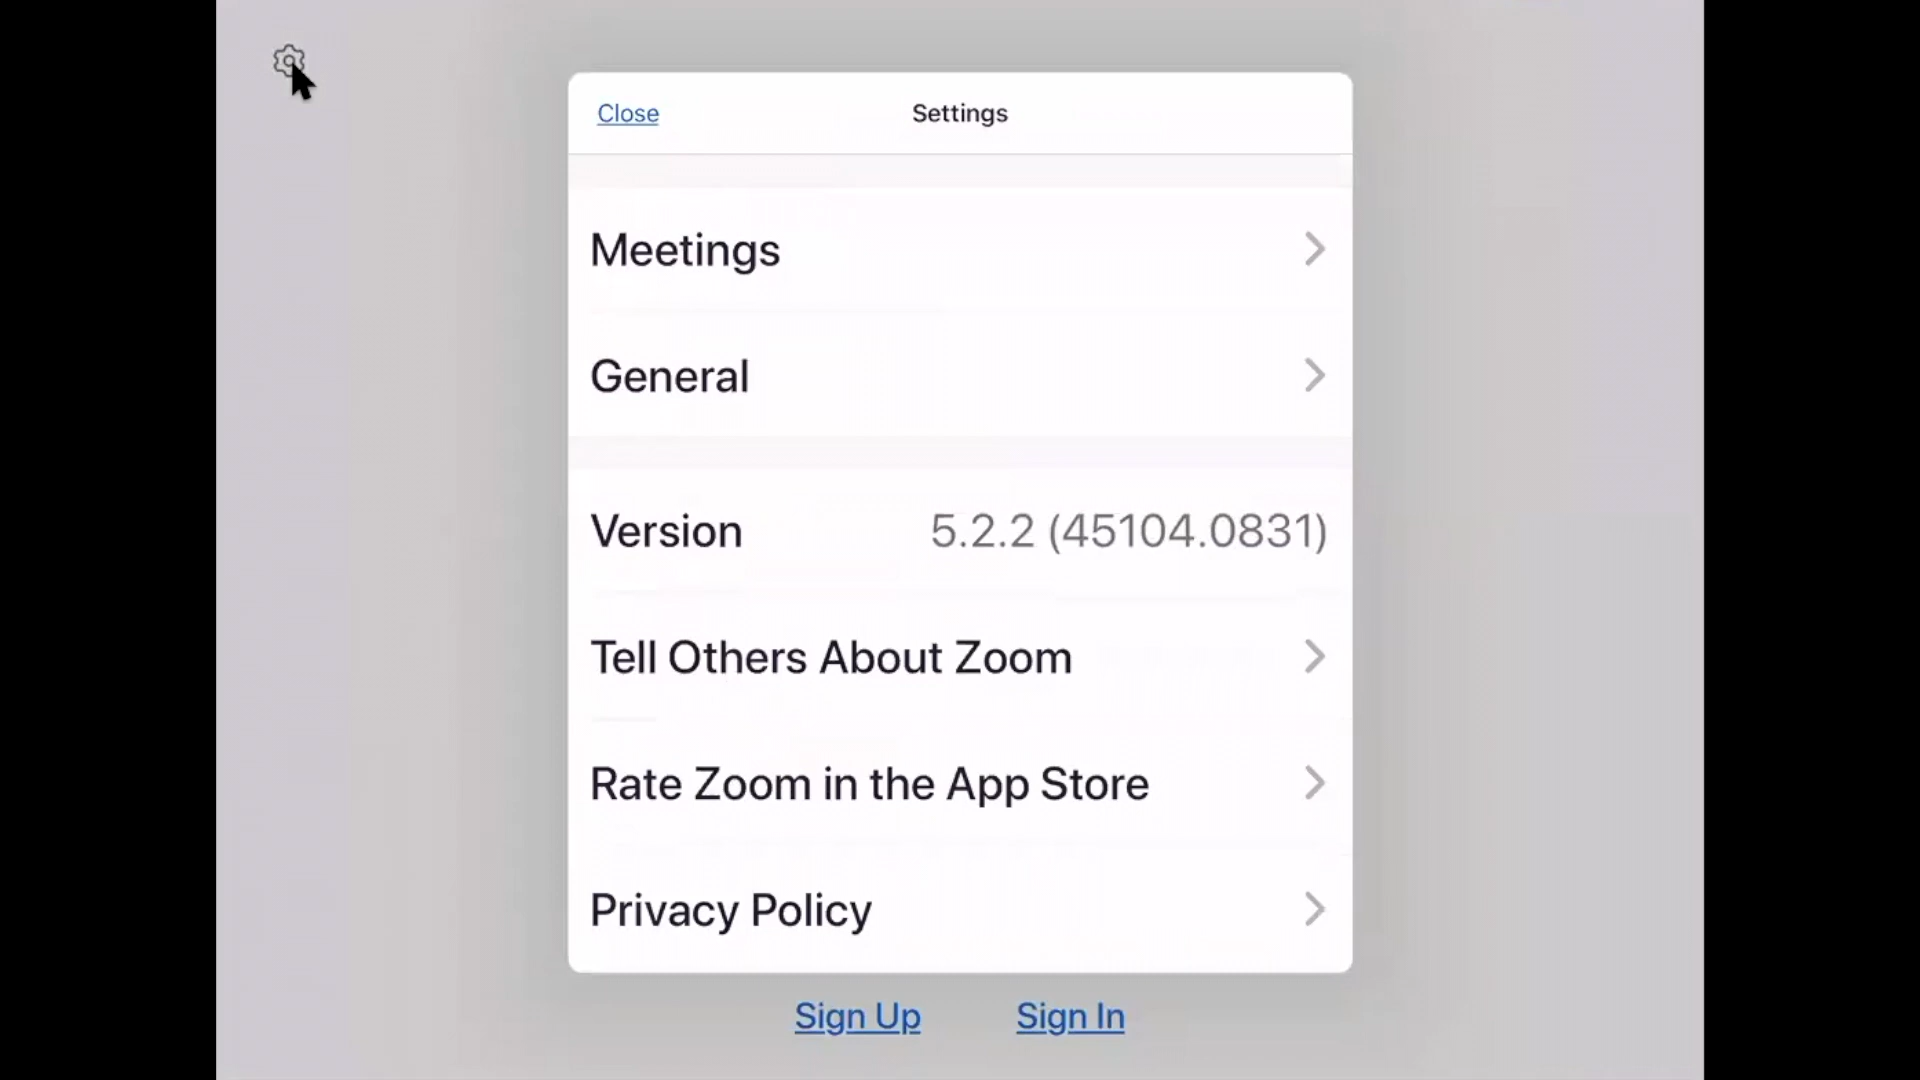 Close
Settings
Meetings
General
Version 5.2.2 (45104.0831)
Tell Others About Zoom
Rate Zoom in the App Store
Privacy Policy
Sign Up Sign In